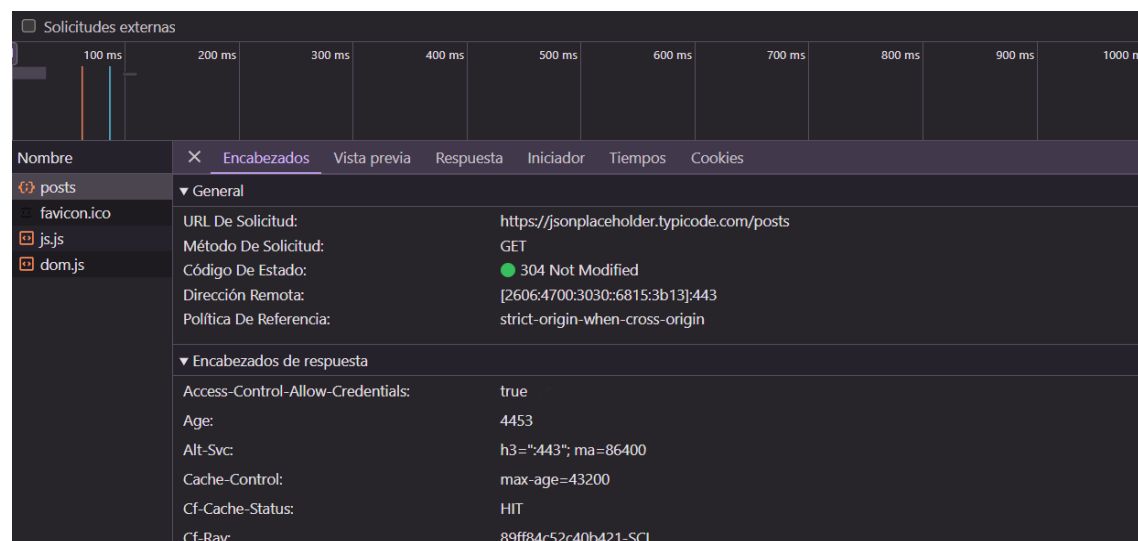 Solicitudes externas
100 ms 200 ms 300 ms 400 ms 500 ms 600 ms 700 ms 800 ms 900 ms 1000 m
Nombre Encabezados Vista previa Respuesta Iniciador Tiempos Cookies
posts
favicon.ico
js.js
dom.js
General
URL De Solicitud: https://jsonplaceholder.typicode.com/posts
Método De Solicitud: GET
Código De Estado: 304 Not Modified
Dirección Remota: [2606:4700:3030::6815:3b13]:443
Política De Referencia: strict-origin-when-cross-origin
Encabezados de respuesta
Access-Control-Allow-Credentials: true
Age: 4453
Alt-Svc: h3=":443"; ma=86400
Cache-Control: max-age=43200
Cf-Cache-Status: HIT
Cf-Ray: 89ff84c52c40b421-SCL